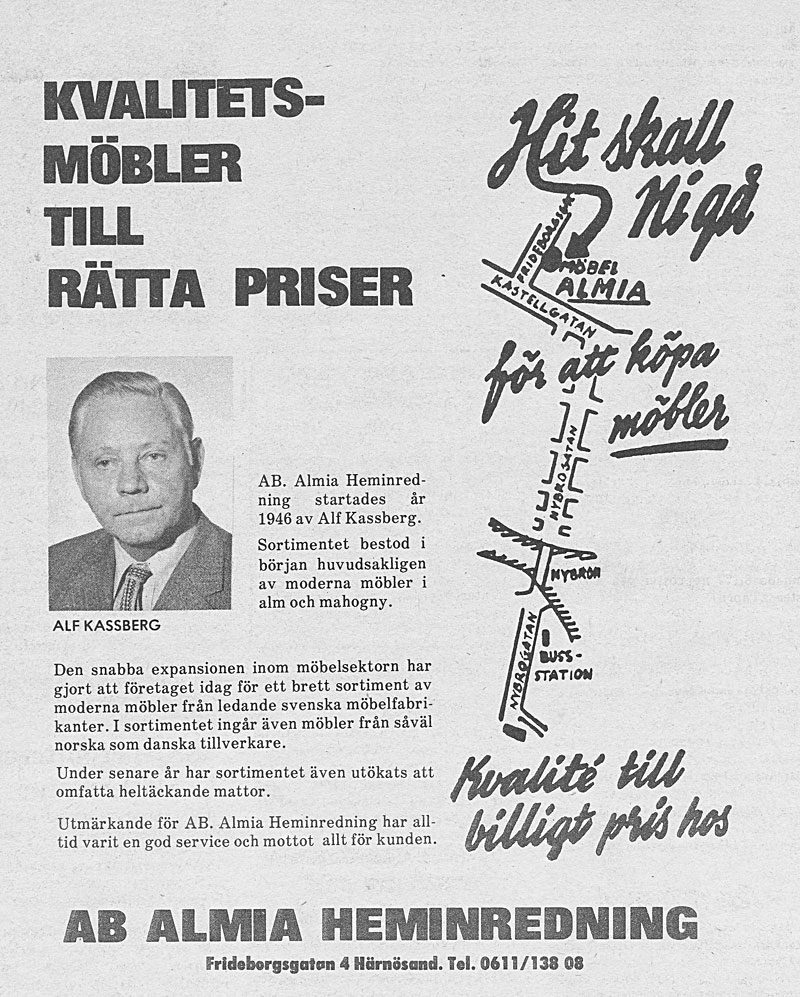 KVALITETS-
MÖBLER
TILL
RÄTTA PRISER
ALF KASSBERG
AB. Almia Heminred-
ning startades år
1946 av Alf Kassberg.
Sortimentet bestod i
början huvudsakligen
av moderna möbler i
alm och mahogny.
Den snabba expansionen inom möbelsektorn har
gjort att företaget idag för ett brett sortiment av
moderna möbler från ledande svenska möbelfabri-
kanter. I sortimentet ingår även möbler från såväl
norska som danska tillverkare.
Under senare år har sortimentet även utökats att
omfatta heltäckande mattor.
Utmärkande för AB. Almia Heminredning har all-
tid varit en god service och mottot allt för kunden.
Hit skall
Ni gå
FRIDEBORGSG.
MÖBEL
ALMIA
KASTELLGATAN
för att köpa
möbler
NYBROGATAN
NYBRON
BUSS-
STATION
NYBROGATAN
Kvalité till
billigt pris hos
AB ALMIA HEMINREDNING
Frideborgsgatan 4 Härnösand. Tel. 0611/138 08